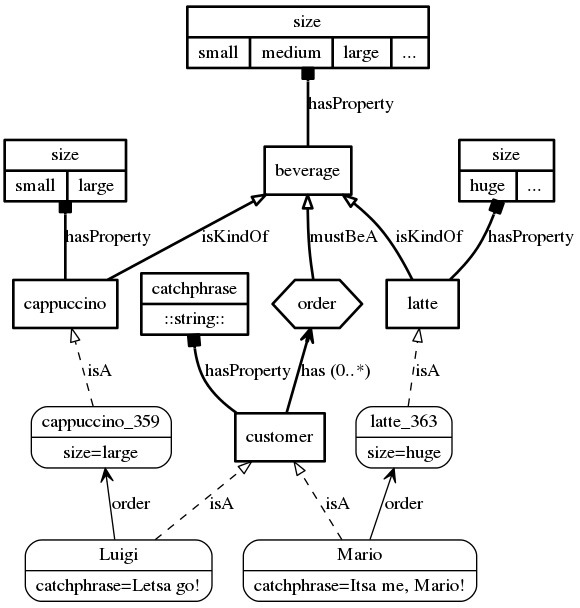 size
small medium large ...
hasProperty
size
small large
beverage
size
huge ...
hasProperty
isKindOf
mustBeA
isKindOf
hasProperty
cappuccino
catchphrase
::string::
order
latte
isA
hasProperty
has (0..*)
isA
cappuccino_359
size=large
customer
latte_363
size=huge
order
isA
isA
order
Luigi
catchphrase=Letsa go!
Mario
catchphrase=Itsa me, Mario!